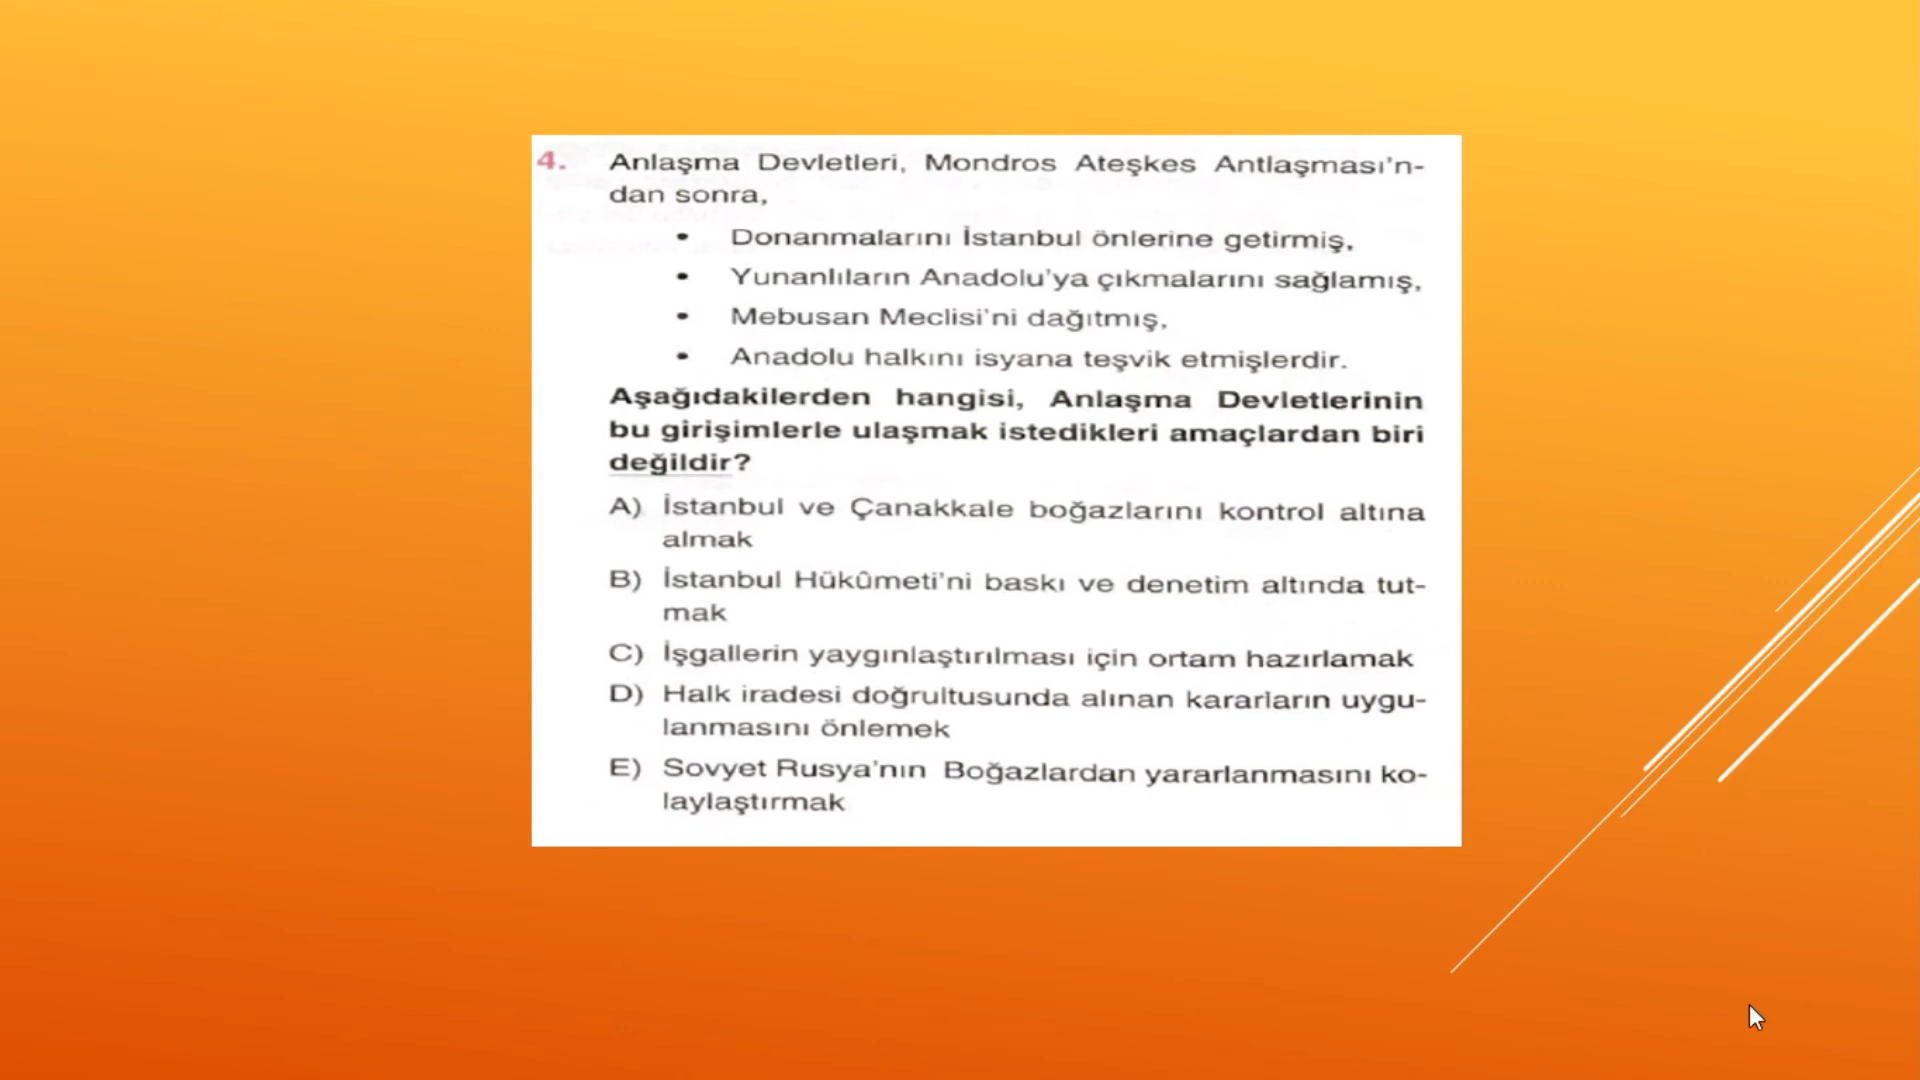 4. Anlaşma Devletleri, Mondros Ateşkes Antlaşması'n-
dan sonra,
• Donanmalarını İstanbul önlerine getirmiş,
• Yunanlıların Anadolu'ya çıkmalarını sağlamış,
• Mebusan Meclisi'ni dağıtmış,
• Anadolu halkını isyana teşvik etmişlerdir.
Aşağıdakilerden hangisi, Anlaşma Devletlerinin
bu girişimlerle ulaşmak istedikleri amaçlardan biri
değildir?
A) İstanbul ve Çanakkale boğazlarını kontrol altına
almak
B) İstanbul Hükûmeti'ni baskı ve denetim altında tut-
mak
C) İşgallerin yaygınlaştırılması için ortam hazırlamak
D) Halk iradesi doğrultusunda alınan kararların uygu-
lanmasını önlemek
E) Sovyet Rusya'nın Boğazlardan yararlanmasını ko-
laylaştırmak